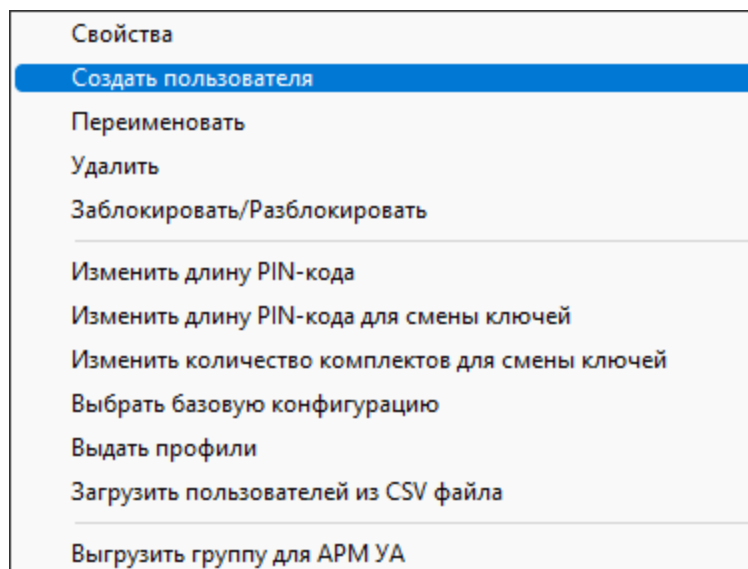 Свойства
Создать пользователя
Переименовать
Удалить
Заблокировать/Разблокировать
Изменить длину PIN-кода
Изменить длину PIN-кода для смены ключей
Изменить количество комплектов для смены ключей
Выбрать базовую конфигурацию
Выдать профили
Загрузить пользователей из CSV файла
Выгрузить группу для АРМ УА